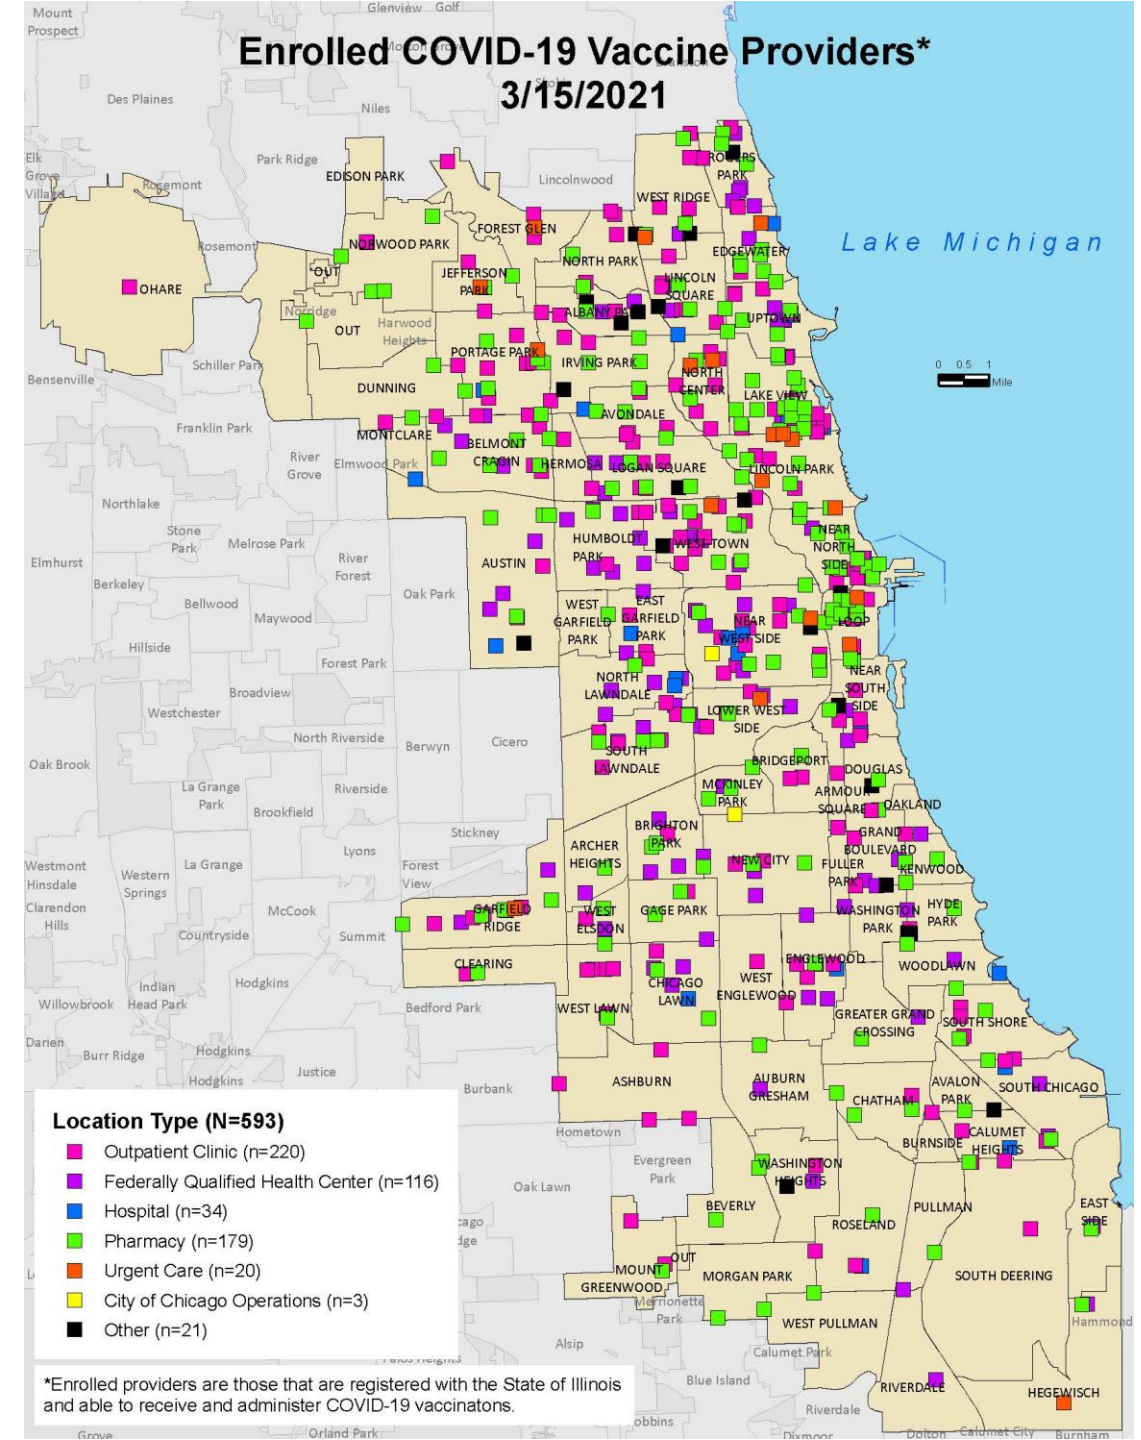 Mount
Prospect
Glenview Golf
Morton Grove
Enrolled COVID-19 Vaccine Providers*
3/15/2021
Des Plaines
Niles
Park Ridge
Elk
Grove
Village
Rosemont
EDISON PARK
Lincolnwood
ROGERS
PARK
WEST RIDGE
NORWOOD PARK
FOREST GLEN
Lake Michigan
Rosemont
"OUT"
JEFFERSON
PARK
NORTH PARK
EDGEWATER
LINCOLN
SQUARE
OHARE
Norridge
OUT
Harwood
Heights
UPTOWN
Schiller Park
PORTAGE PARK
IRVING PARK
NORTH
CENTER
0 0.5 1
Mile
Bensenville
DUNNING
LAKE VIEW
AVONDALE
Franklin Park
MONTCLARE
BELMONT
CRAGIN
HERMOSA
LOGAN SQUARE
LINCOLN PARK
River
Grove
Elmwood Park
Northlake
Stone
Park
Melrose Park
HUMBOLDT
PARK
WEST TOWN
NEAR
NORTH
SIDE
Elmhurst
River
Forest
AUSTIN
Berkeley
Bellwood
Oak Park
Maywood
WEST
GARFIELD
PARK
EAST
GARFIELD
PARK
NEAR
WEST SIDE
LOOP
Hillside
Forest Park
Broadview
NORTH
LAWNDALE
NEAR
SOUTH
SIDE
Westchester
LOWER WEST
SIDE
North Riverside
Berwyn
Cicero
SOUTH
LAWNDALE
Oak Brook
BRIDGEPORT
DOUGLAS
La Grange
Park
Riverside
MCKINLEY
PARK
ARMOUR
SQUARE
OAKLAND
Brookfield
Stickney
BRIGHTON
PARK
GRAND
BOULEVARD
Westmont
Hinsdale
La Grange
Lyons
ARCHER
HEIGHTS
NEW CITY
FULLER
PARK
KENWOOD
Western
Springs
Forest
View
Clarendon
Hills
McCook
GARFIELD
RIDGE
WEST
ELSDON
GAGE PARK
WASHINGTON
PARK
HYDE
PARK
Countryside
Summit
CLEARING
CHICAGO
LAWN
WEST
ENGLEWOOD
ENGLEWOOD
WOODLAWN
Willowbrook
Indian
Head Park
Hodgkins
Bedford Park
WEST LAWN
GREATER GRAND
CROSSING
SOUTH SHORE
Darien
Burr Ridge
Hodgkins
Hodgkins
Justice
Burbank
ASHBURN
AUBURN
GRESHAM
CHATHAM
AVALON
PARK
SOUTH CHICAGO
Location Type (N=593)
Outpatient Clinic (n=220)
Federally Qualified Health Center (n=116)
Hospital (n=34)
Pharmacy (n=179)
Urgent Care (n=20)
City of Chicago Operations (n=3)
Other (n=21)
Hometown
BURNSIDE
CALUMET
HEIGHTS
Evergreen
Park
WASHINGTON
HEIGHTS
Oak Lawn
BEVERLY
ROSELAND
PULLMAN
EAST
SIDE
OUT
MOUNT
GREENWOOD
MORGAN PARK
SOUTH DEERING
Merrionette
Park
WEST PULLMAN
Hammond
Alsip
Calumet Park
*Enrolled providers are those that are registered with the State of Illinois
and able to receive and administer COVID-19 vaccinatons.
Blue Island
RIVERDALE
HEGEWISCH
Riverdale
Grove
Orland Park
Dixmoor
Dolton
Calumet City
Burnham